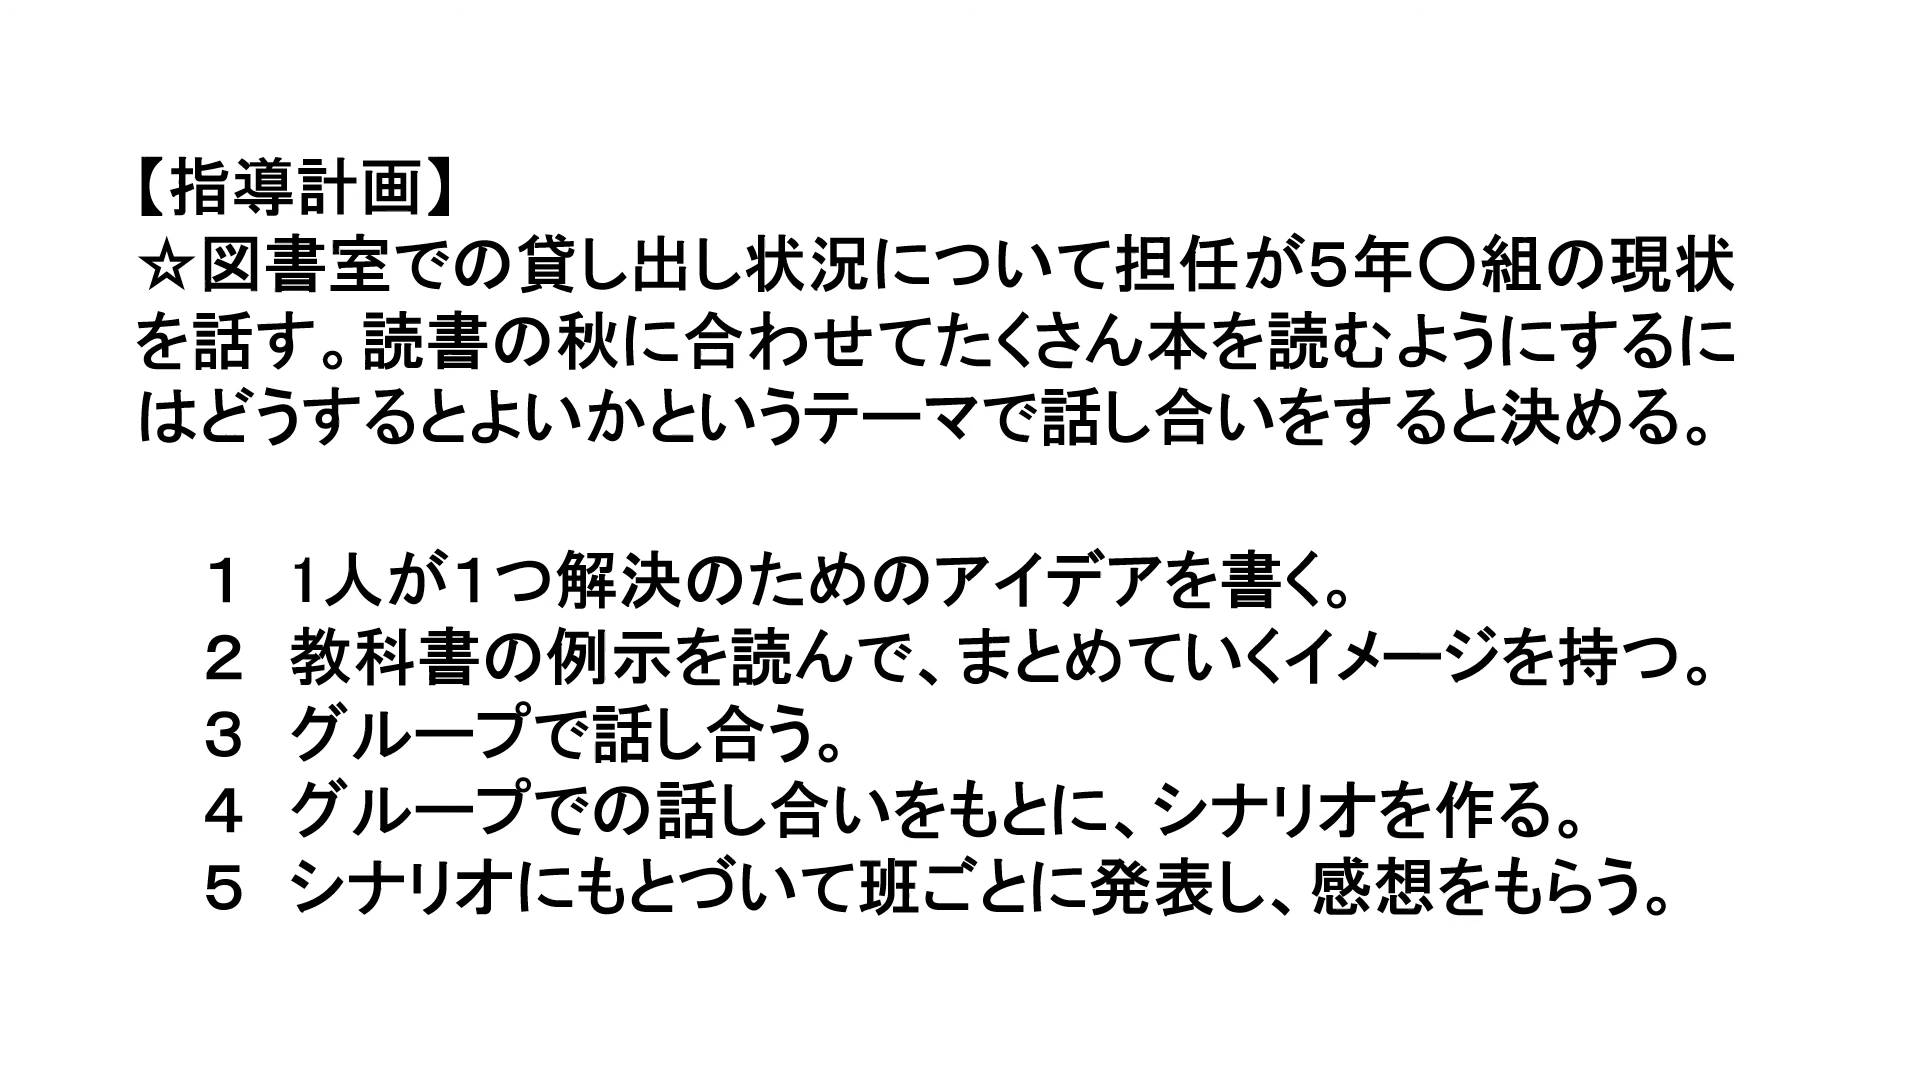 【指導計画】
☆図書室での貸し出し状況について担任が５年〇組の現状
を話す。読書の秋に合わせてたくさん本を読むようにするに
はどうするとよいかというテーマで話し合いをすると決める。
１　1人が１つ解決のためのアイデアを書く。
２　教科書の例示を読んで、まとめていくイメージを持つ。
３　グループで話し合う。
４　グループでの話し合いをもとに、シナリオを作る。
５　シナリオにもとづいて班ごとに発表し、感想をもらう。